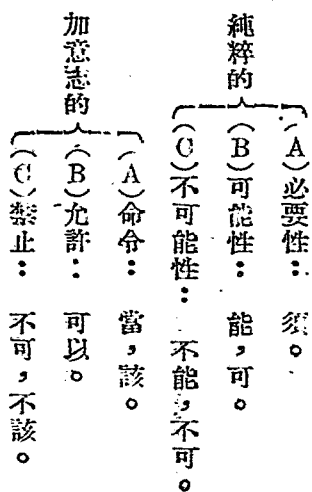 純粹的
（A）必要性：須。
（B）可能性：能，可。
（C）不可能性：不能，不可。
加意志的
（A）命令：當，該。
（B）允許：可以。
（C）禁止：不可，不該。